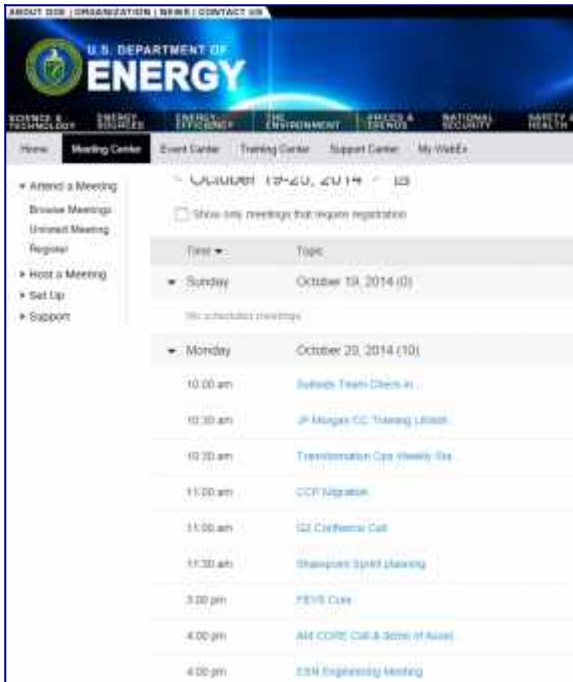 ABOUT DOE | ORGANIZATION | NEWS | CONTACT US
U.S. DEPARTMENT OF
ENERGY
SCIENCE & TECHNOLOGY ENERGY SOURCES ENERGY EFFICIENCY THE ENVIRONMENT PRICES & TRENDS NATIONAL SECURITY SAFETY & HEALTH
Home Meeting Center Event Center Training Center Support Center My WebEx
Attend a Meeting
Browse Meetings
Unlisted Meeting
Register
Host a Meeting
Set Up
Support
October 19-25, 2014
Show only meetings that require registration
Time Topic
Sunday October 19, 2014 (0)
No scheduled meetings
Monday October 20, 2014 (10)
10:00 am Team Check-in
10:30 am JP Morgan CC Training
10:30 am Transformation Ops Weekly
11:00 am CCP Migration
11:00 am G2 Conference Call
11:30 am Sharepoint Sprint planning
3:00 pm
4:00 pm AMI CORE Call & demo of
4:00 pm ESN Engineering Meeting